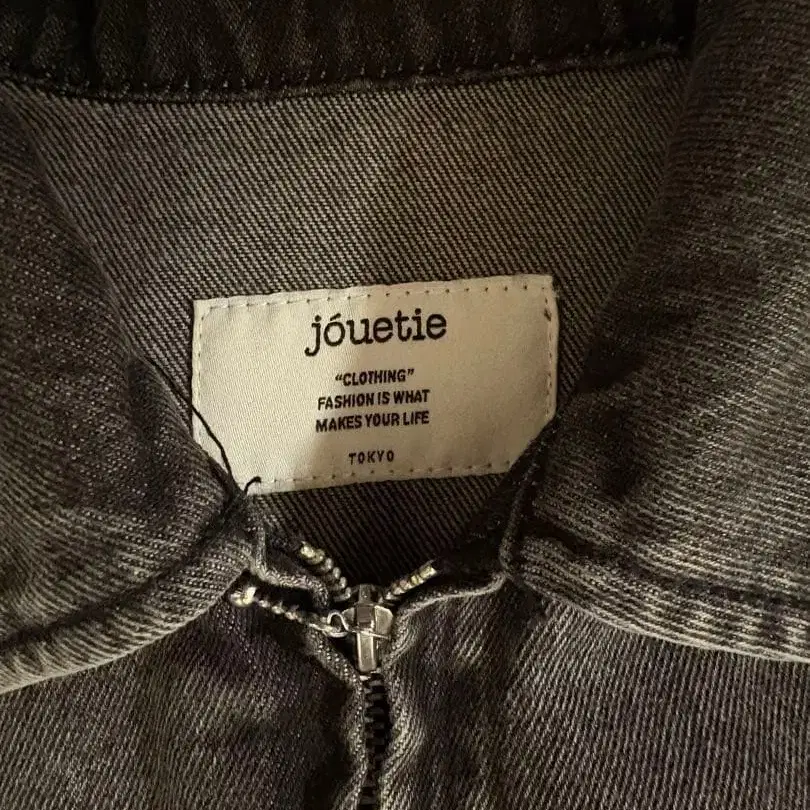 jóuetie
“CLOTHING”
FASHION IS WHAT
MAKES YOUR LIFE
TOKYO